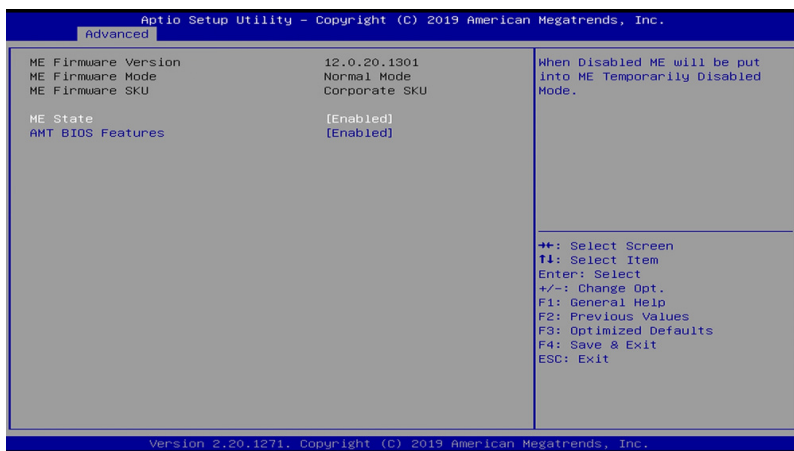 Aptio Setup Utility – Copyright (C) 2019 American Megatrends, Inc.
Advanced
ME Firmware Version 12.0.20.1301
ME Firmware Mode Normal Mode
ME Firmware SKU Corporate SKU
ME State [Enabled]
AMT BIOS Features [Enabled]
When Disabled ME will be put
into ME Temporarily Disabled
Mode.
→←: Select Screen
↑↓: Select Item
Enter: Select
+/-: Change Opt.
F1: General Help
F2: Previous Values
F3: Optimized Defaults
F4: Save & Exit
ESC: Exit
Version 2.20.1271. Copyright (C) 2019 American Megatrends, Inc.